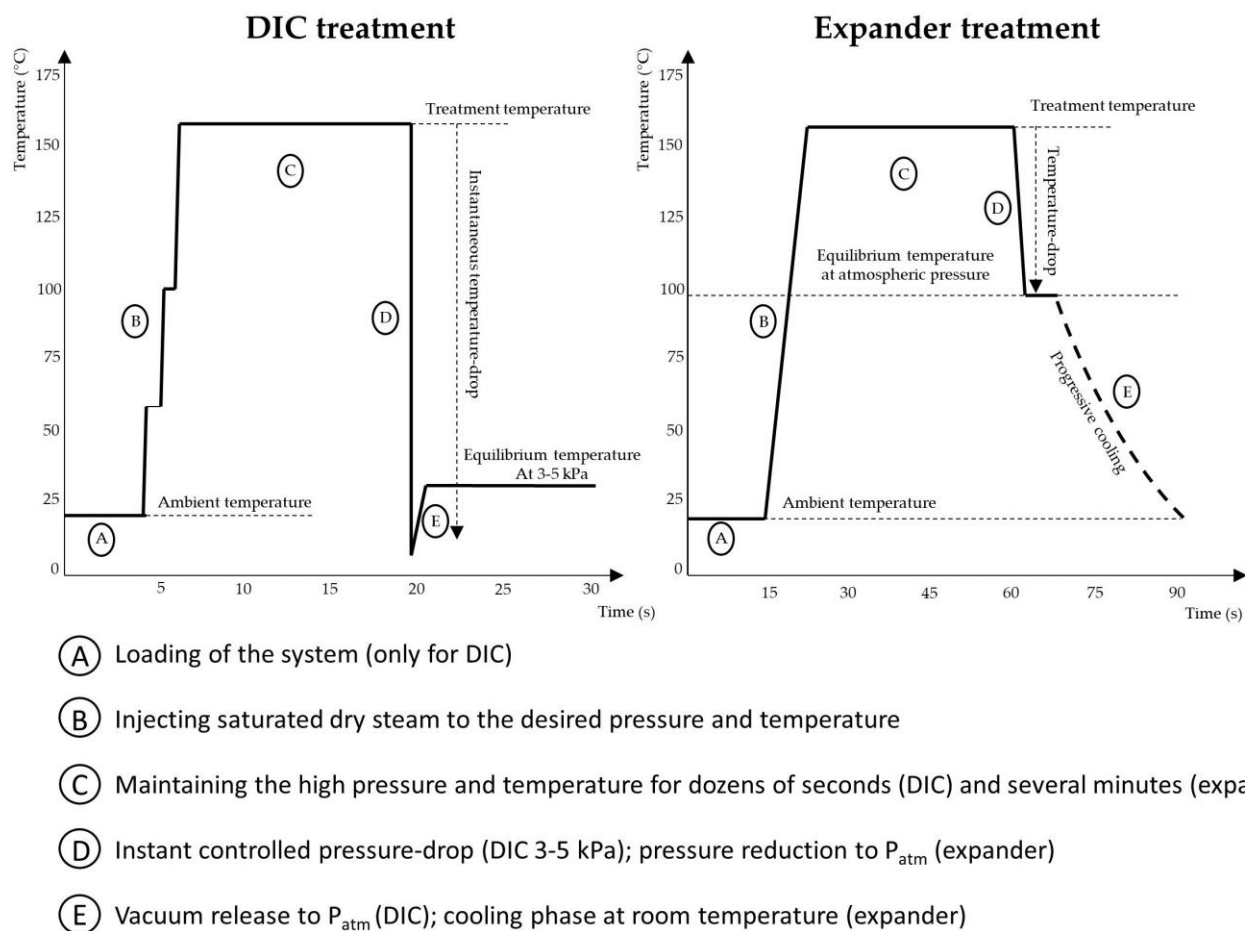 DIC treatment
Temperature (°C)
175
150
125
100
75
50
25
0
5
10
15
20
25
30
Time (s)
Treatment temperature
Instantaneous temperature-drop
Equilibrium temperature
At 3-5 kPa
Ambient temperature
A
B
C
D
E
Expander treatment
Temperature (°C)
175
150
125
100
75
50
25
0
15
30
45
60
75
90
Time (s)
Treatment temperature
Temperature-drop
Equilibrium temperature
at atmospheric pressure
Progressive cooling
Ambient temperature
A
B
C
D
E
A Loading of the system (only for DIC)
B Injecting saturated dry steam to the desired pressure and temperature
C Maintaining the high pressure and temperature for dozens of seconds (DIC) and several minutes (expa
D Instant controlled pressure-drop (DIC 3-5 kPa); pressure reduction to Patm (expander)
E Vacuum release to Patm (DIC); cooling phase at room temperature (expander)